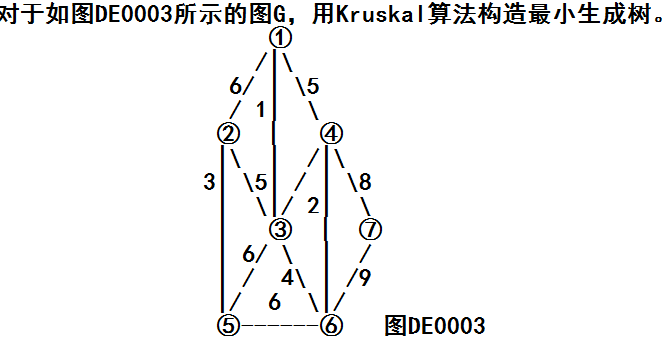 对于如图DE0003所示的图G，用Kruskal算法构造最小生成树。
①
6 5
1
② ④
3 5 8
2
③ ⑦
6 4 9
6
⑤------⑥ 图DE0003